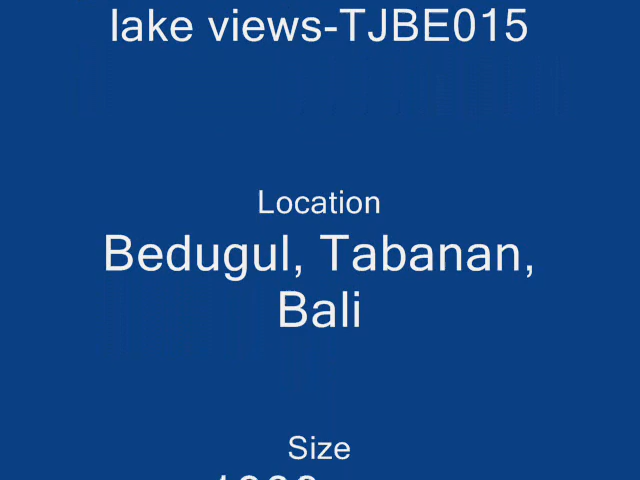 lake views-TJBE015
Location
Bedugul, Tabanan,
Bali
Size